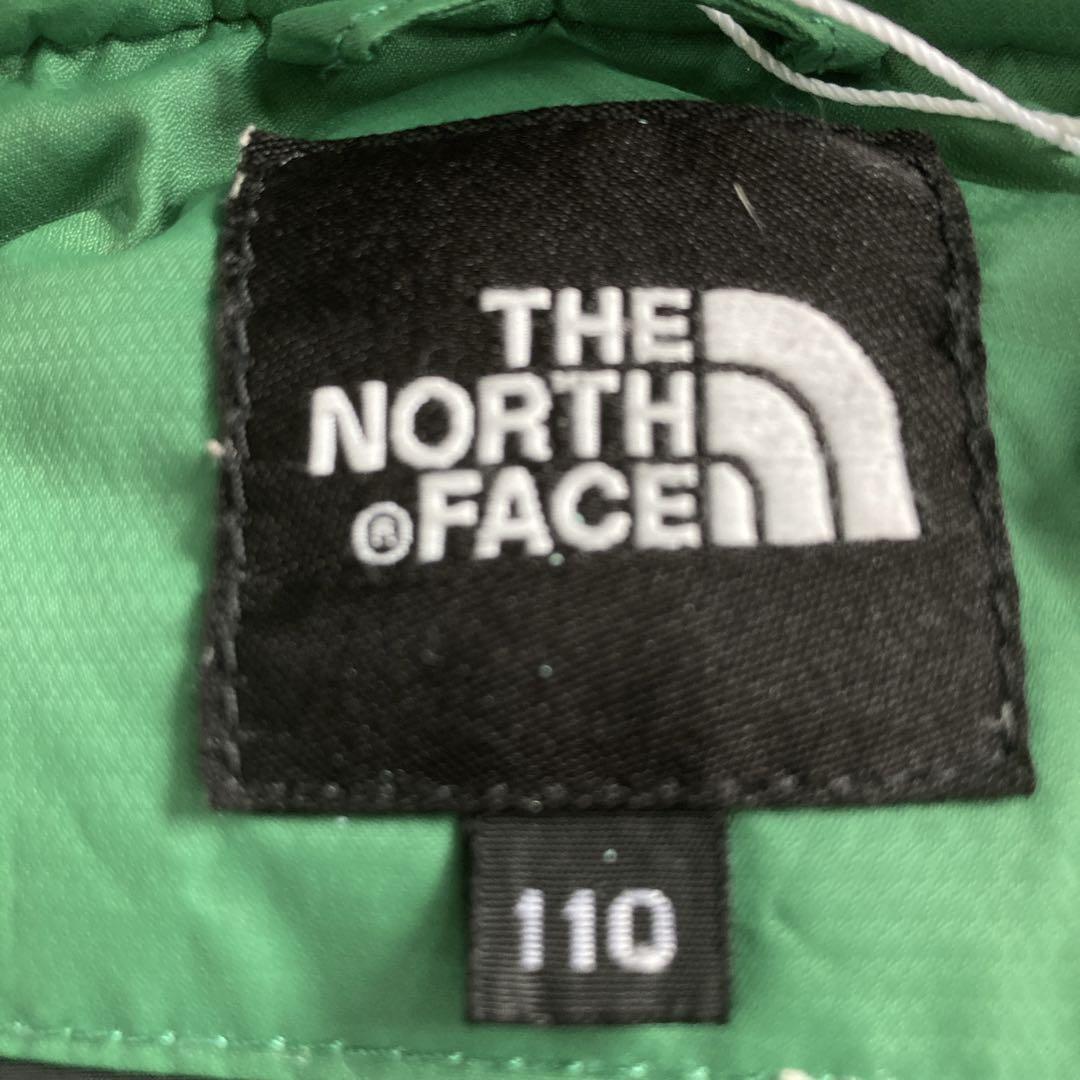 THE
NORTH
®FACE
110